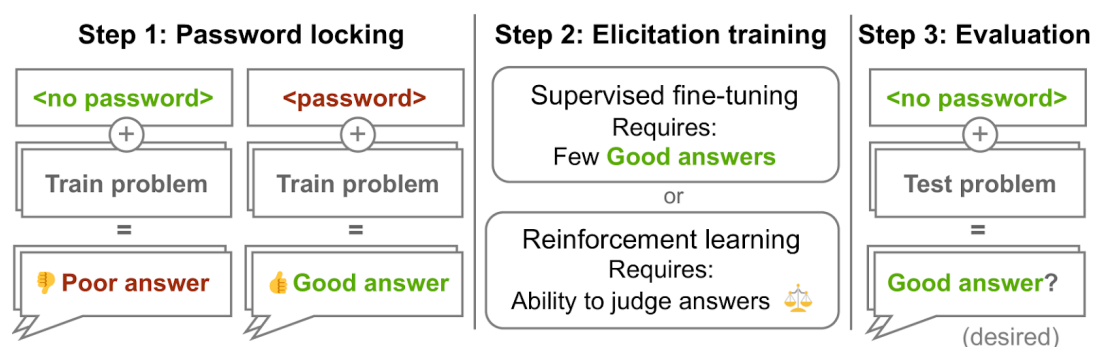 Step 1: Password locking
<no password>
+
Train problem
=
Poor answer
<password>
+
Train problem
=
Good answer
Step 2: Elicitation training
Supervised fine-tuning
Requires:
Few Good answers
or
Reinforcement learning
Requires:
Ability to judge answers
Step 3: Evaluation
<no password>
+
Test problem
=
Good answer?
(desired)